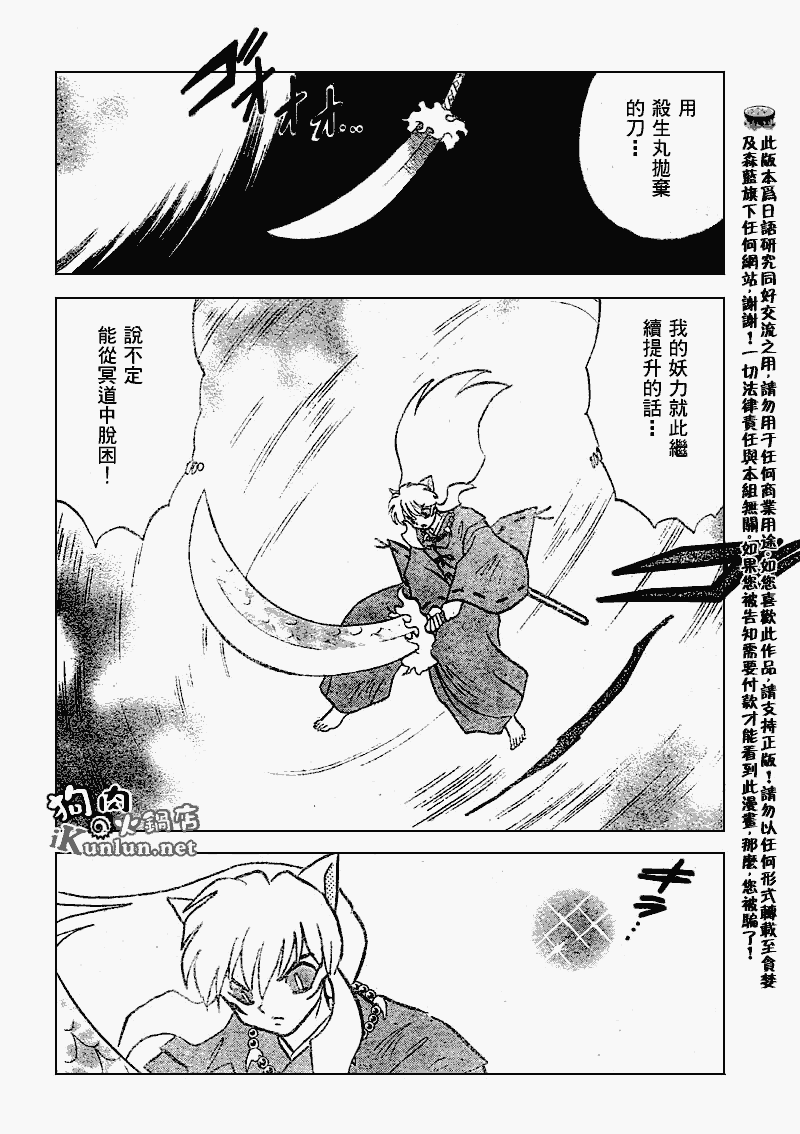 ゴオ
オオ…
用
殺生丸拋棄
的刀…
我的妖力就此繼
續提升的話…
說不定
能從冥道中脫困！
ゴ
キラ
狗肉@火鍋店
iKunlun.net
此版本爲日語研究同好交流之用，請勿用于任何商業用途。如您喜歡此作品，請支持正版！請勿以任何形式轉載至貪婪
及森藍旗下任何網站，謝謝！一切法律責任與本組無關。如果您被告知需要付款才能看到此漫畫，那麼，您被騙了！